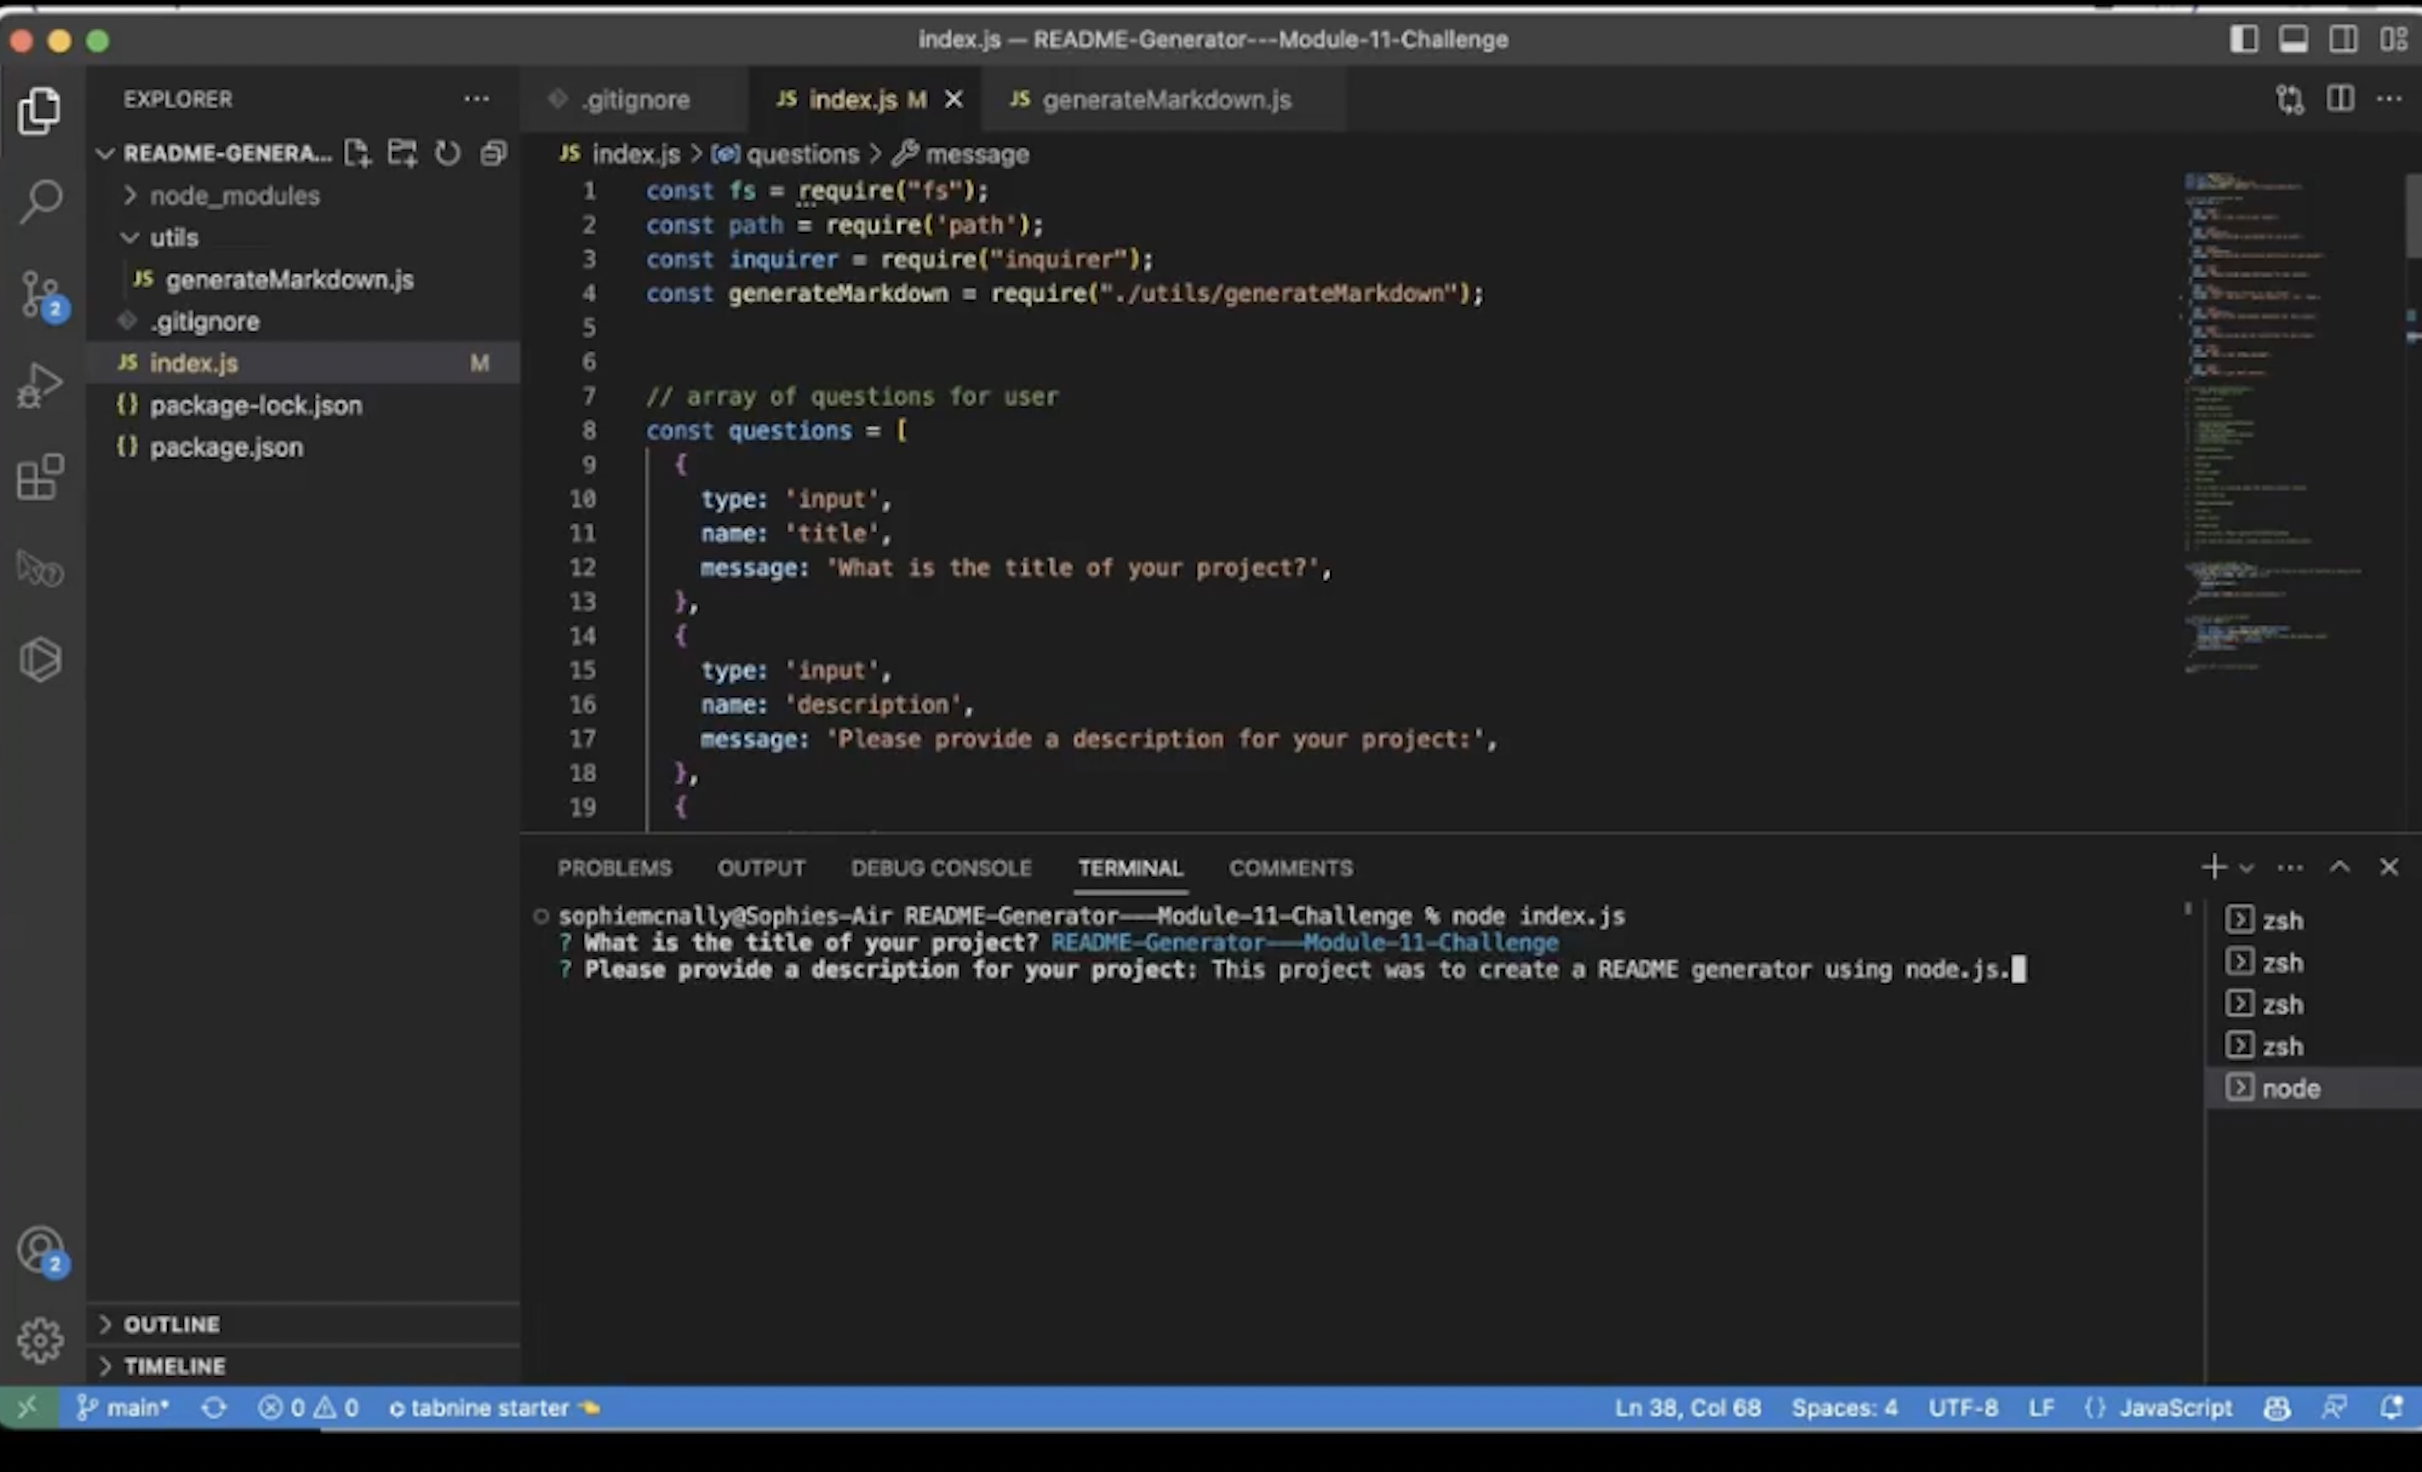 index.js — README-Generator---Module-11-Challenge
EXPLORER
README-GENERA...
node_modules
utils
JS generateMarkdown.js
.gitignore
JS index.js M
{} package-lock.json
{} package.json
OUTLINE
TIMELINE
.gitignore
JS index.js M
JS generateMarkdown.js
JS index.js > questions > message
1 const fs = require("fs");
2 const path = require('path');
3 const inquirer = require("inquirer");
4 const generateMarkdown = require("./utils/generateMarkdown");
5
6
7 // array of questions for user
8 const questions = [
9 {
10 type: 'input',
11 name: 'title',
12 message: 'What is the title of your project?',
13 },
14 {
15 type: 'input',
16 name: 'description',
17 message: 'Please provide a description for your project:',
18 },
19 {
PROBLEMS OUTPUT DEBUG CONSOLE TERMINAL COMMENTS
sophiemcnally@Sophies-Air README-Generator---Module-11-Challenge % node index.js
? What is the title of your project? README-Generator---Module-11-Challenge
? Please provide a description for your project: This project was to create a README generator using node.js.
zsh
zsh
zsh
zsh
node
2
2
main* 0 0 tabnine starter
Ln 38, Col 68 Spaces: 4 UTF-8 LF {} JavaScript